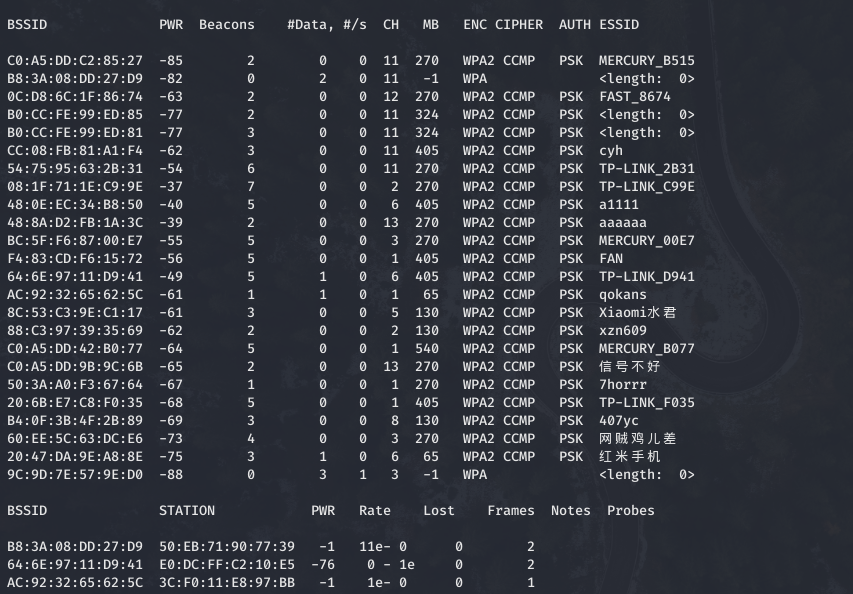 BSSID PWR Beacons #Data, #/s CH MB ENC CIPHER AUTH ESSID
C0:A5:DD:C2:85:27 -85 2 0 0 11 270 WPA2 CCMP PSK MERCURY_B515
B8:3A:08:DD:27:D9 -82 0 2 0 11 -1 WPA <length: 0>
0C:D8:6C:1F:86:74 -63 2 0 0 12 270 WPA2 CCMP PSK FAST_8674
B0:CC:FE:99:ED:85 -77 2 0 0 11 324 WPA2 CCMP PSK <length: 0>
B0:CC:FE:99:ED:81 -77 3 0 0 11 324 WPA2 CCMP PSK <length: 0>
CC:08:FB:81:A1:F4 -62 3 0 0 11 405 WPA2 CCMP PSK cyh
54:75:95:63:2B:31 -54 6 0 0 11 270 WPA2 CCMP PSK TP-LINK_2B31
08:1F:71:1E:C9:9E -37 7 0 0 2 270 WPA2 CCMP PSK TP-LINK_C99E
48:0E:EC:34:B8:50 -40 5 0 0 6 405 WPA2 CCMP PSK a1111
48:8A:D2:FB:1A:3C -39 2 0 0 13 270 WPA2 CCMP PSK aaaaaa
BC:5F:F6:87:00:E7 -55 5 0 0 3 270 WPA2 CCMP PSK MERCURY_00E7
F4:83:CD:F6:15:72 -56 5 0 0 1 405 WPA2 CCMP PSK FAN
64:6E:97:11:D9:41 -49 5 1 0 6 405 WPA2 CCMP PSK TP-LINK_D941
AC:92:32:65:62:5C -61 1 1 0 1 65 WPA2 CCMP PSK qokans
8C:53:C3:9E:C1:17 -61 3 0 0 5 130 WPA2 CCMP PSK Xiaomi水君
88:C3:97:39:35:69 -62 2 0 0 2 130 WPA2 CCMP PSK xzn609
C0:A5:DD:42:B0:77 -64 5 0 0 1 540 WPA2 CCMP PSK MERCURY_B077
C0:A5:DD:9B:9C:6B -65 2 0 0 13 270 WPA2 CCMP PSK 信号不好
50:3A:A0:F3:67:64 -67 1 0 0 1 270 WPA2 CCMP PSK 7horrr
20:6B:E7:C8:F0:35 -68 5 0 0 1 405 WPA2 CCMP PSK TP-LINK_F035
B4:0F:3B:4F:2B:89 -69 3 0 0 8 130 WPA2 CCMP PSK 407yc
60:EE:5C:63:DC:E6 -73 4 0 0 3 270 WPA2 CCMP PSK 网贼鸡儿差
20:47:DA:9E:A8:8E -75 3 1 0 6 65 WPA2 CCMP PSK 红米手机
9C:9D:7E:57:9E:D0 -88 0 3 1 3 -1 WPA <length: 0>
BSSID STATION PWR Rate Lost Frames Notes Probes
B8:3A:08:DD:27:D9 50:EB:71:90:77:39 -1 11e- 0 0 2
64:6E:97:11:D9:41 E0:DC:FF:C2:10:E5 -76 0 - 1e 0 2
AC:92:32:65:62:5C 3C:F0:11:E8:97:BB -1 1e- 0 0 1